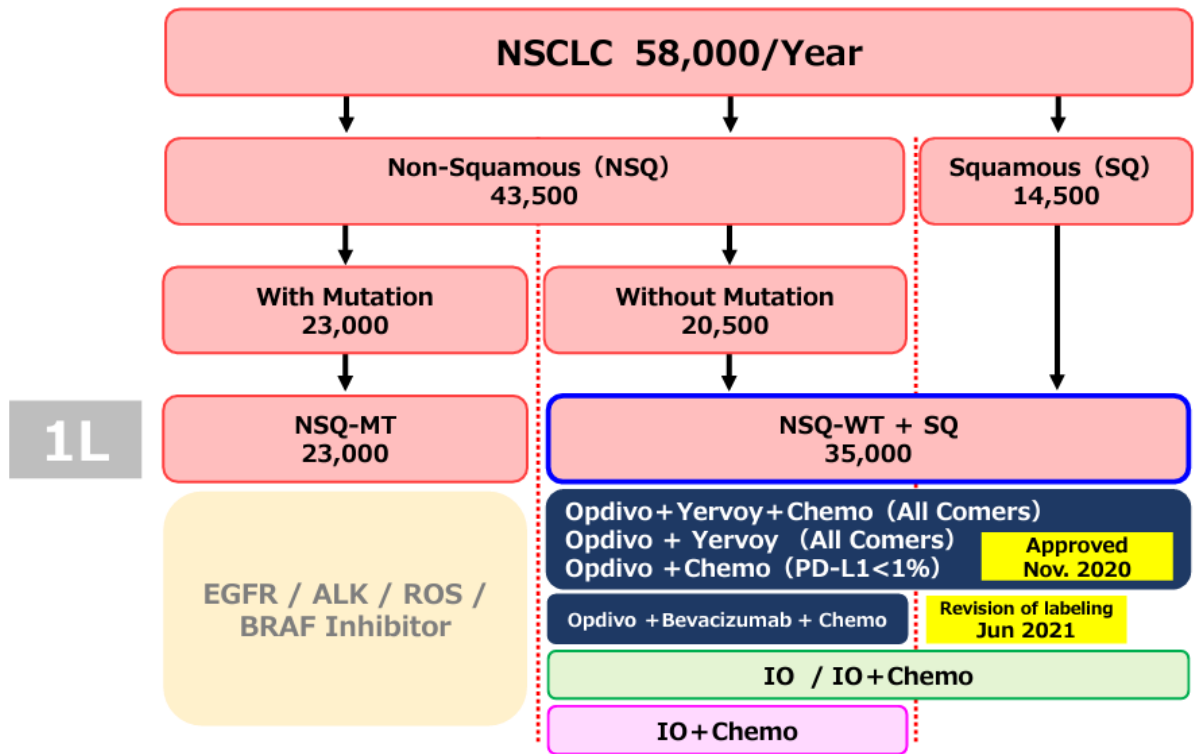 NSCLC 58,000/Year
Non-Squamous（NSQ）
43,500
Squamous（SQ）
14,500
With Mutation
23,000
Without Mutation
20,500
1L
NSQ-MT
23,000
NSQ-WT + SQ
35,000
EGFR / ALK / ROS /
BRAF Inhibitor
Opdivo＋Yervoy＋Chemo（All Comers）
Opdivo + Yervoy （All Comers）
Opdivo +Chemo（PD-L1<1%）
Approved
Nov. 2020
Opdivo +Bevacizumab + Chemo
Revision of labeling
Jun 2021
IO / IO＋Chemo
IO＋Chemo